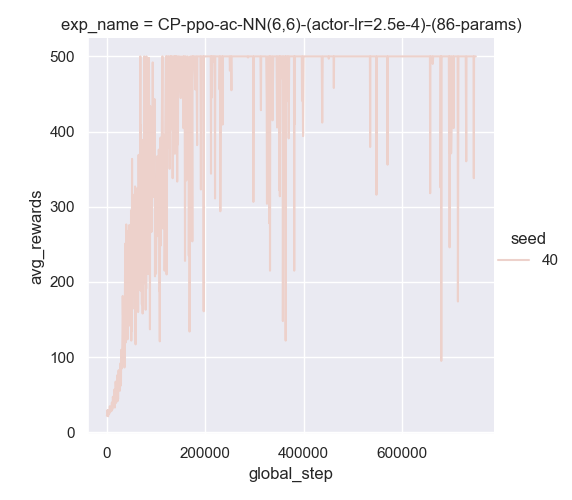 exp_name = CP-ppo-ac-NN(6,6)-(actor-lr=2.5e-4)-(86-params)
500
400
300
200
100
0
avg_rewards
0 200000 400000 600000
global_step
seed
40